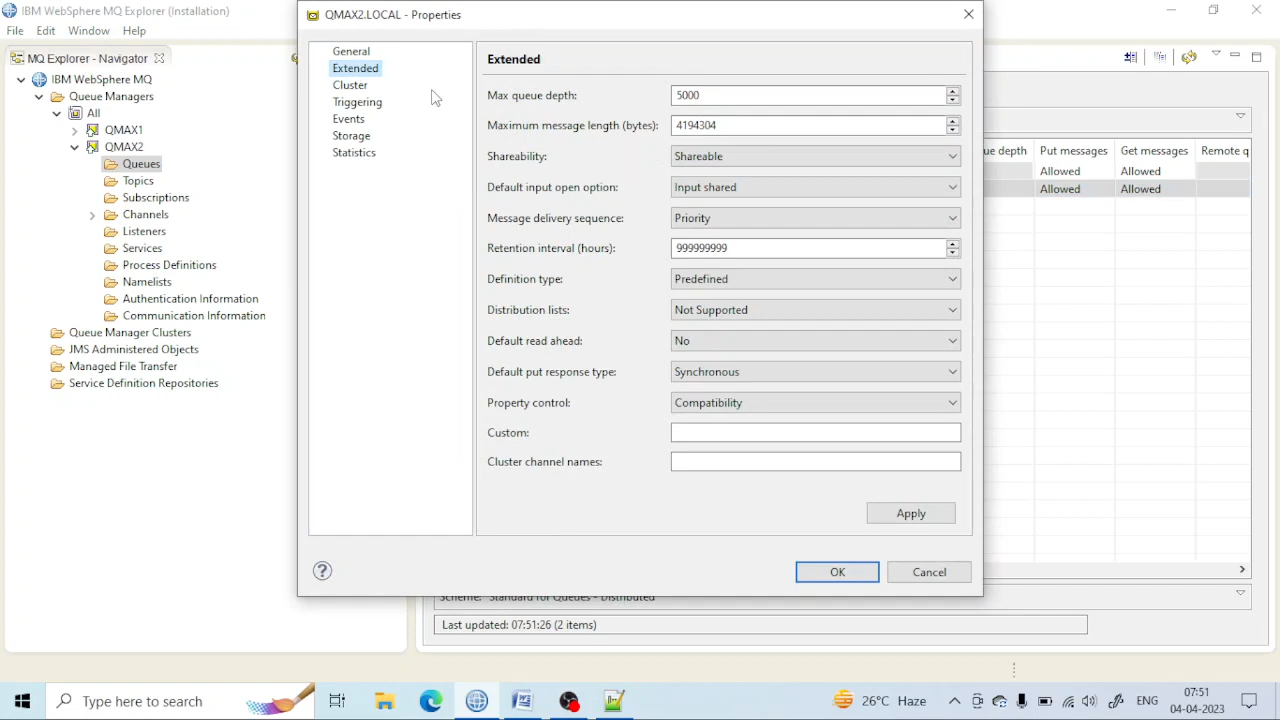 IBM WebSphere MQ Explorer (Installation)
File Edit Window Help
MQ Explorer - Navigator
IBM WebSphere MQ
Queue Managers
All
QMAX1
QMAX2
Queues
Topics
Subscriptions
Channels
Listeners
Services
Process Definitions
Namelists
Authentication Information
Communication Information
Queue Manager Clusters
JMS Administered Objects
Managed File Transfer
Service Definition Repositories
QMAX2.LOCAL - Properties
General
Extended
Cluster
Triggering
Events
Storage
Statistics
Extended
Max queue depth: 5000
Maximum message length (bytes): 4194304
Shareability: Shareable
Default input open option: Input shared
Message delivery sequence: Priority
Retention interval (hours): 999999999
Definition type: Predefined
Distribution lists: Not Supported
Default read ahead: No
Default put response type: Synchronous
Property control: Compatibility
Custom:
Cluster channel names:
Apply
OK Cancel
ue depth Put messages Get messages Remote q
Allowed Allowed
Allowed Allowed
Scheme: Standard for Queues - Distributed
Last updated: 07:51:26 (2 items)
Type here to search
26°C Haze
ENG
07:51
04-04-2023